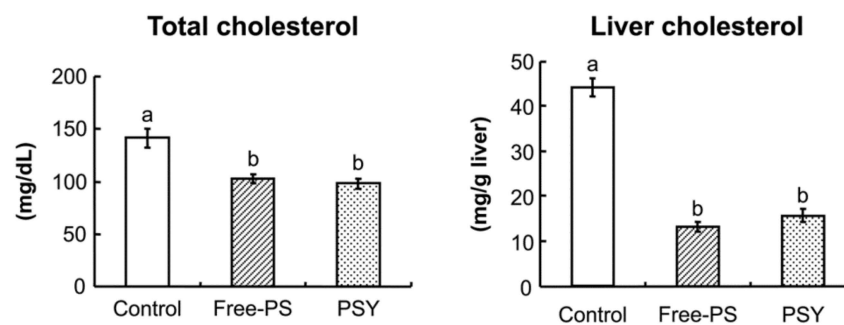 Total cholesterol
(mg/dL)
200
150
100
50
0
a
b
b
Control Free-PS PSY
Liver cholesterol
(mg/g liver)
50
40
30
20
10
0
a
b
b
Control Free-PS PSY